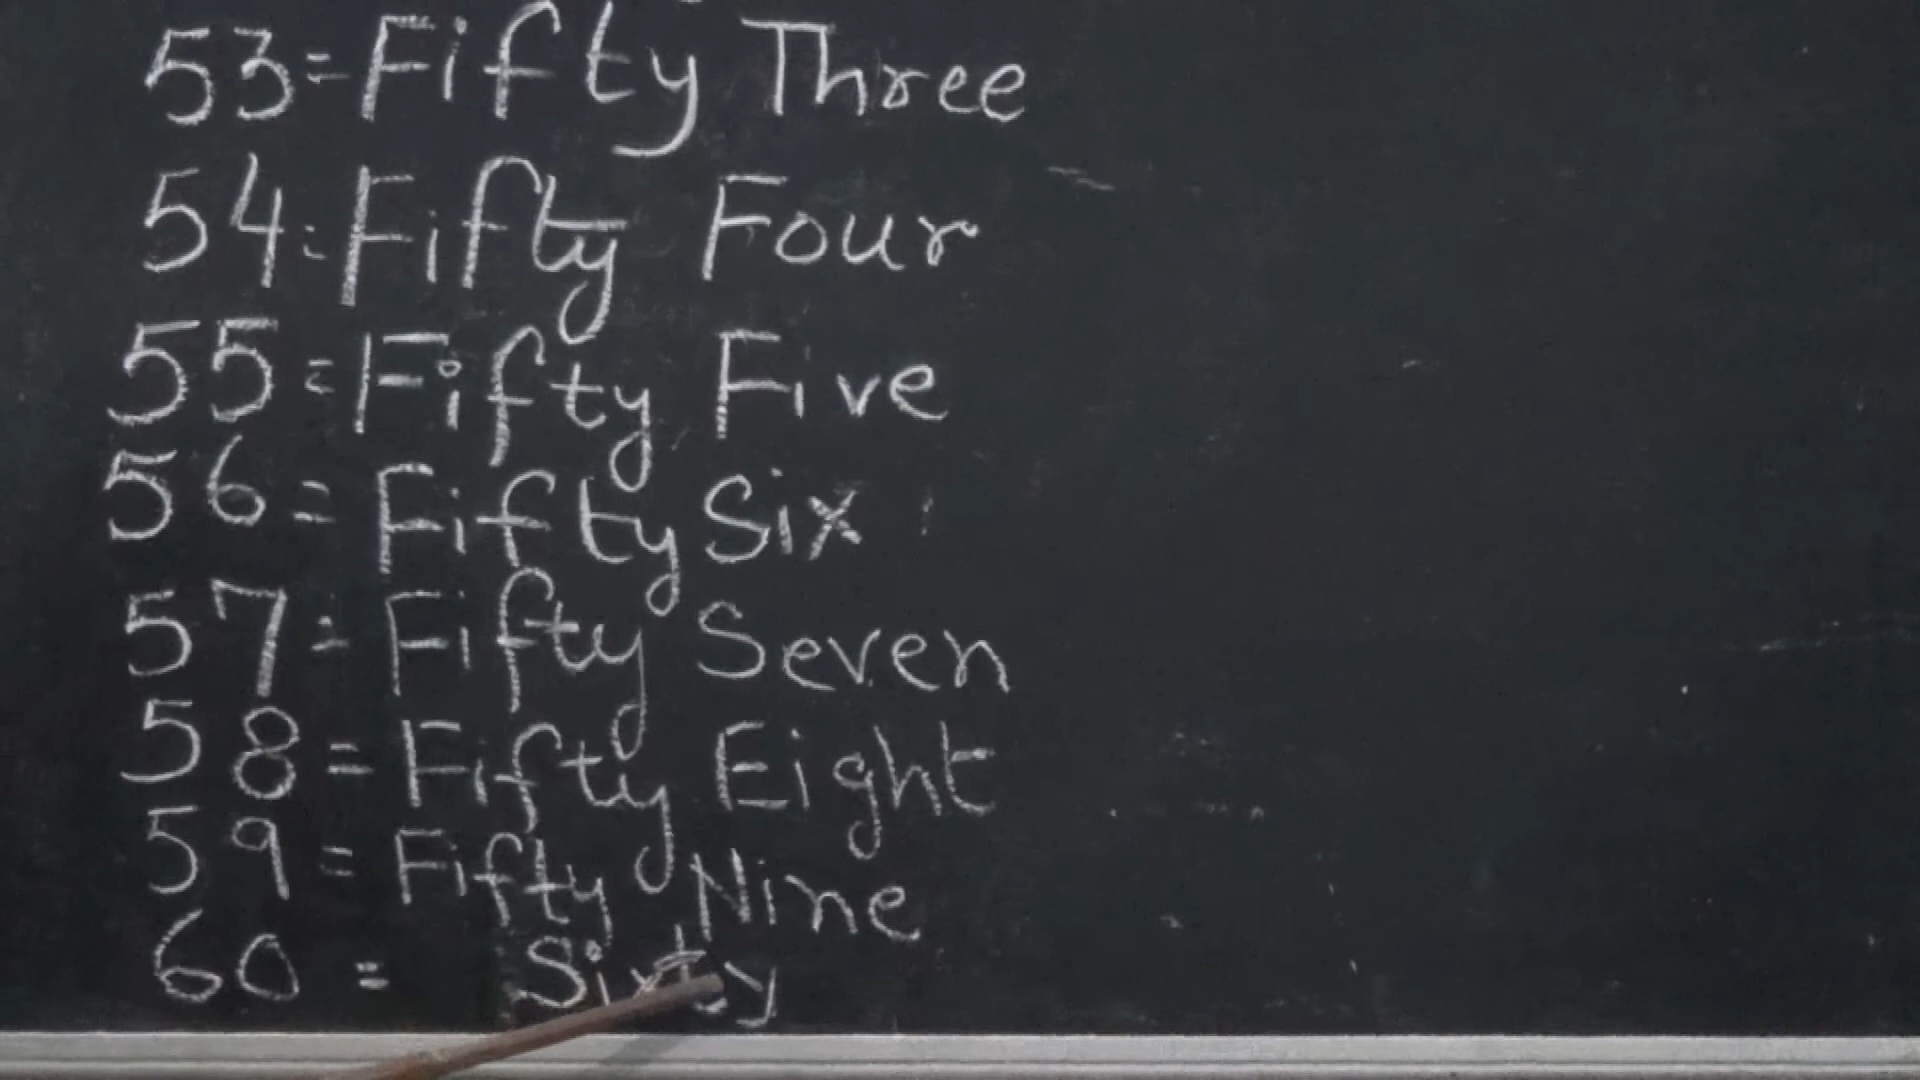 53=Fifty Three
54=Fifty Four
55=Fifty Five
56=Fifty Six
57=Fifty Seven
58=Fifty Eight
59=Fifty Nine
60= Sixty